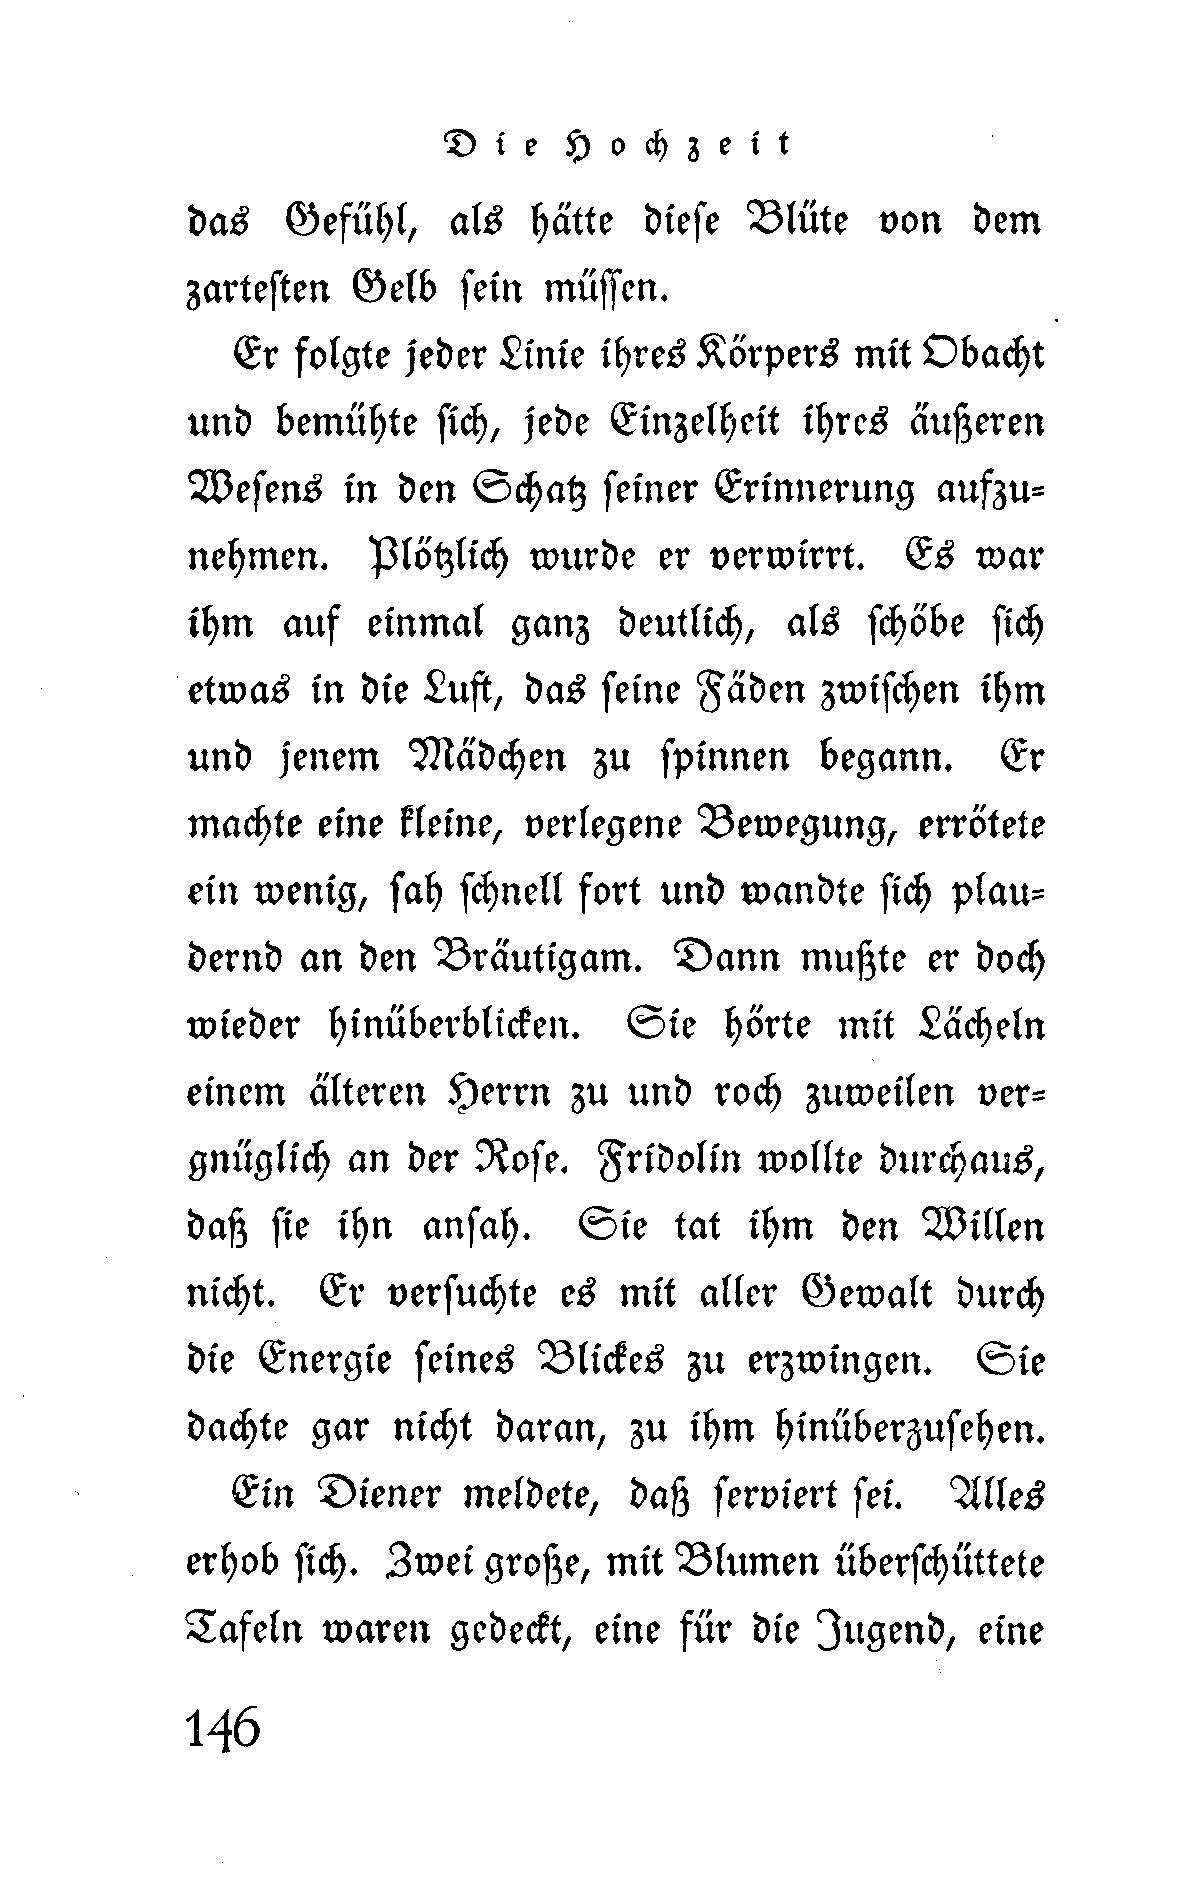 Die Hochzeit
das Gefühl, als hätte diese Blüte von dem
zartesten Gelb sein müssen.
Er folgte jeder Linie ihres Körpers mit Obacht
und bemühte sich, jede Einzelheit ihres äußeren
Wesens in den Schatz seiner Erinnerung aufzu-
nehmen. Plötzlich wurde er verwirrt. Es war
ihm auf einmal ganz deutlich, als schöbe sich
etwas in die Luft, das seine Fäden zwischen ihm
und jenem Mädchen zu spinnen begann. Er
machte eine kleine, verlegene Bewegung, errötete
ein wenig, sah schnell fort und wandte sich plau-
dernd an den Bräutigam. Dann mußte er doch
wieder hinüberblicken. Sie hörte mit Lächeln
einem älteren Herrn zu und roch zuweilen ver-
gnüglich an der Rose. Fridolin wollte durchaus,
daß sie ihn ansah. Sie tat ihm den Willen
nicht. Er versuchte es mit aller Gewalt durch
die Energie seines Blickes zu erzwingen. Sie
dachte gar nicht daran, zu ihm hinüberzusehen.
Ein Diener meldete, daß serviert sei. Alles
erhob sich. Zwei große, mit Blumen überschüttete
Tafeln waren gedeckt, eine für die Jugend, eine
146